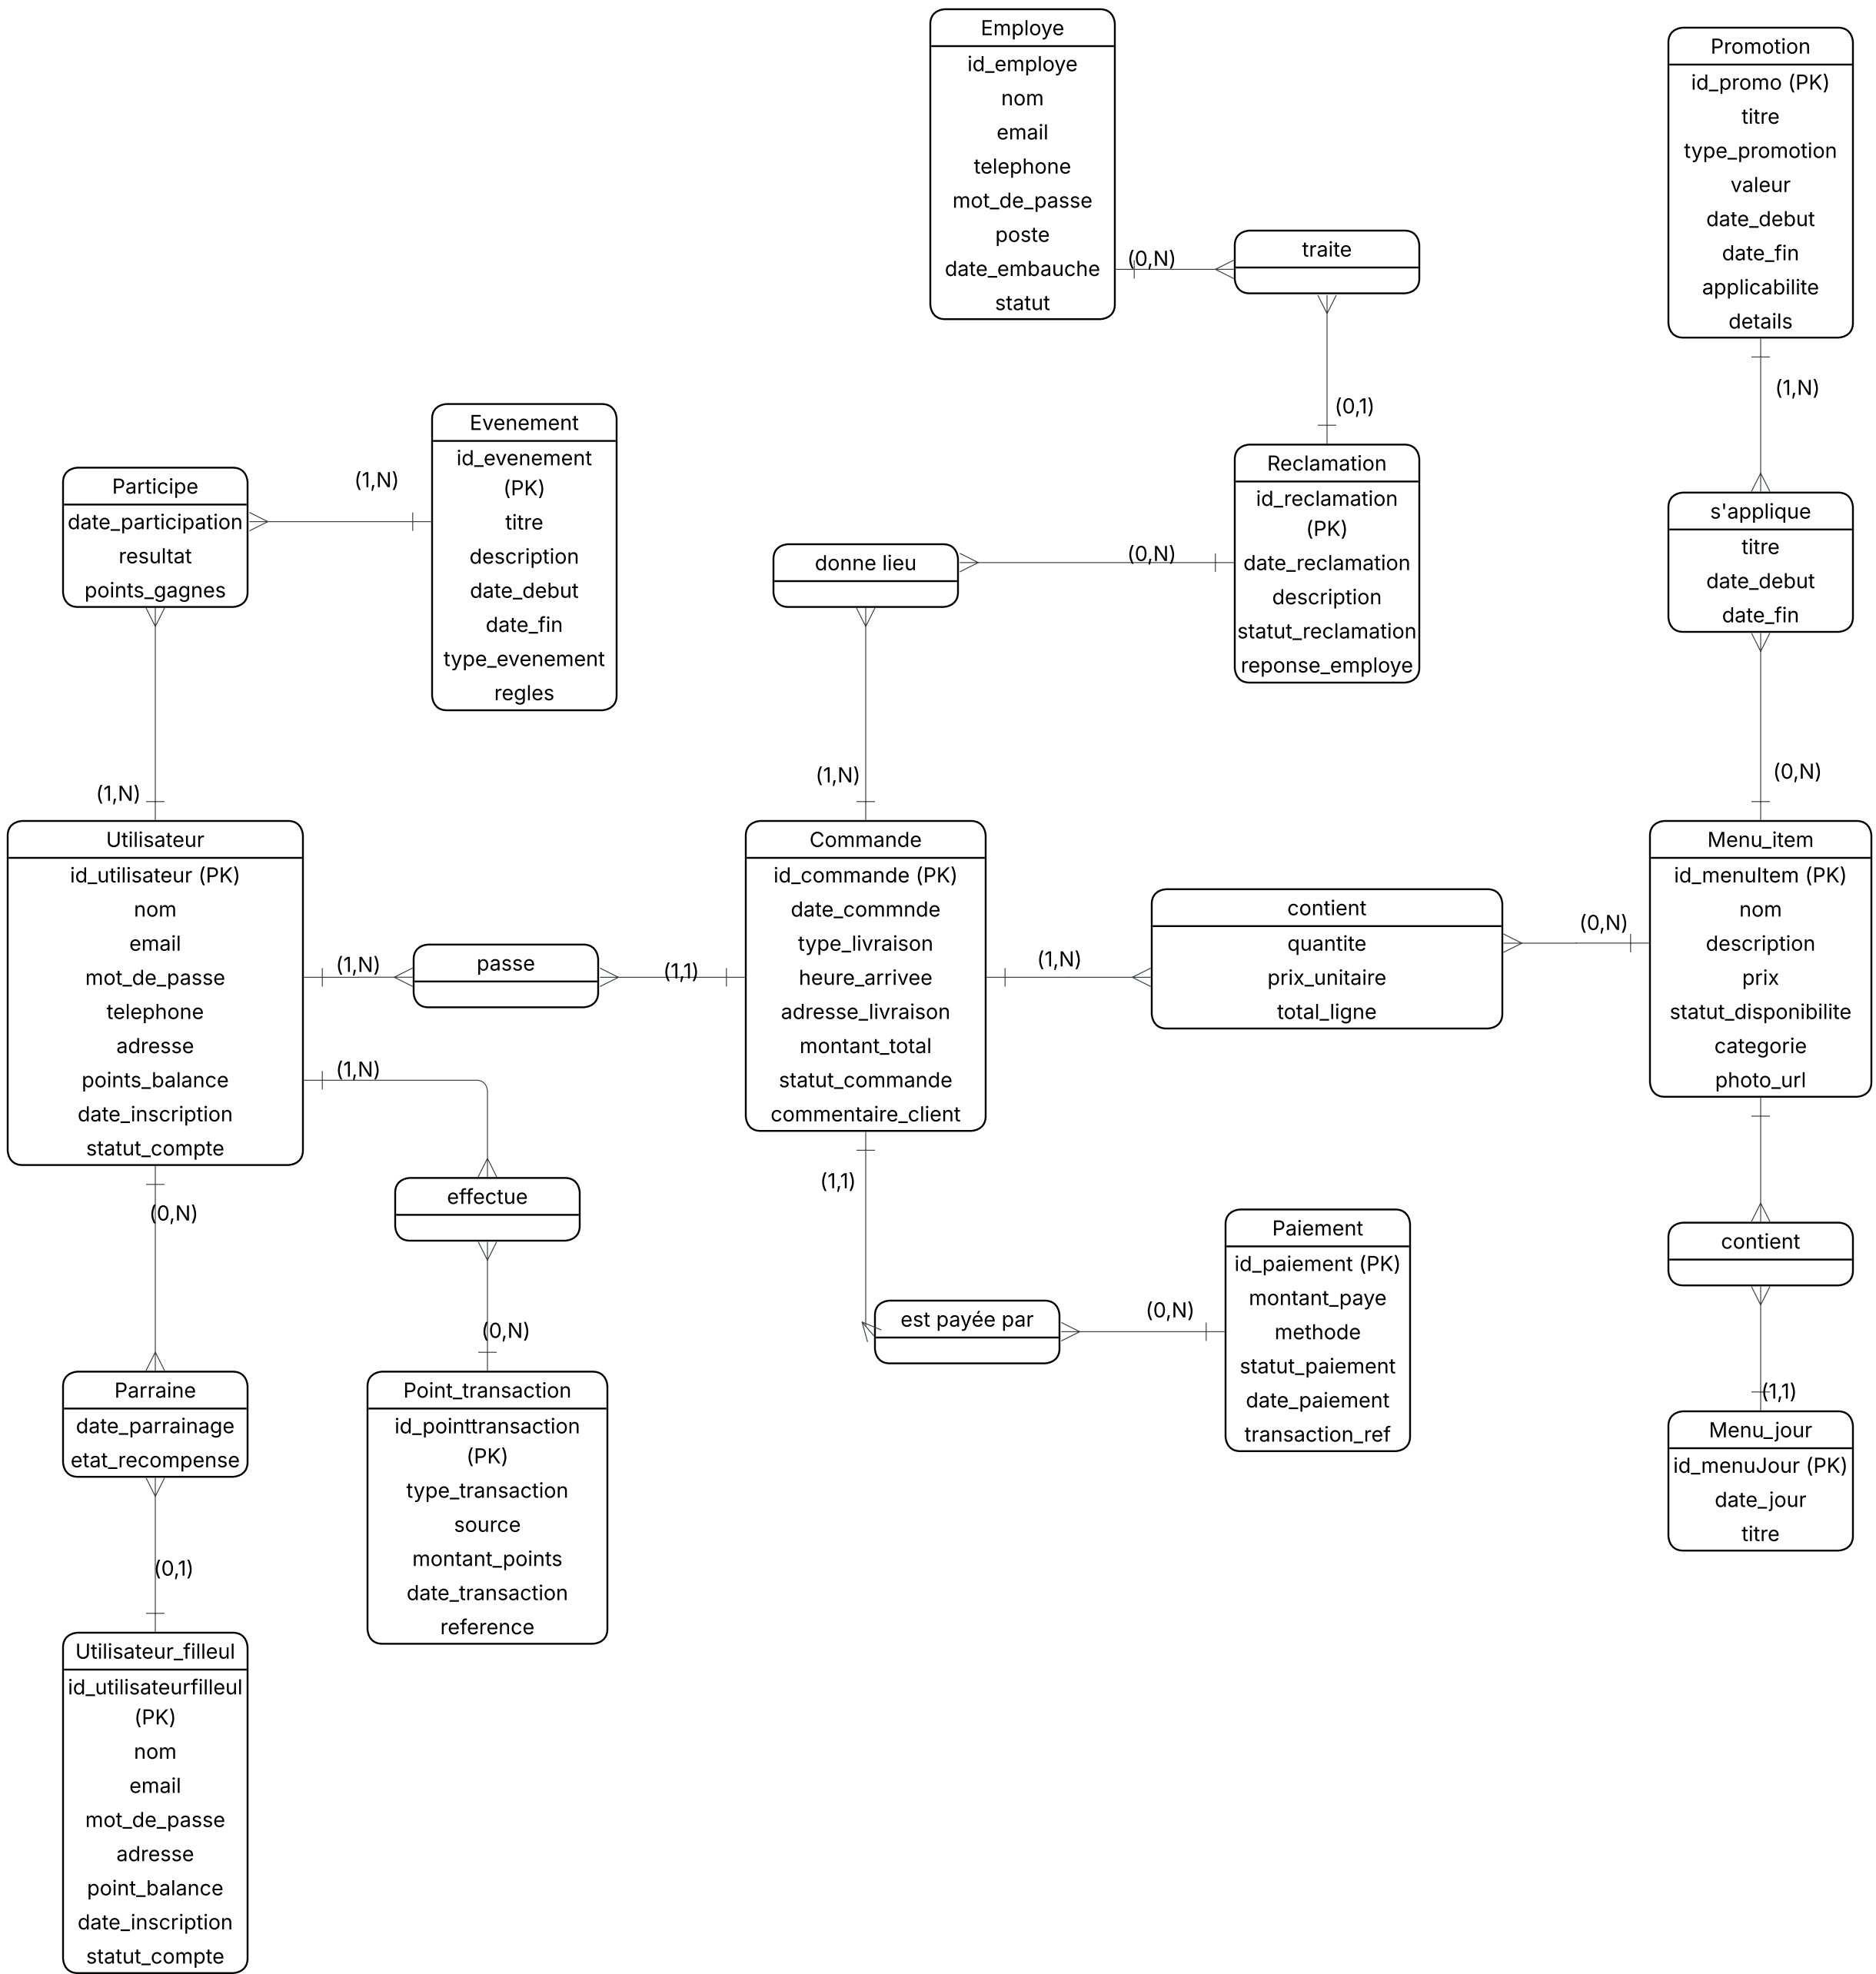 Employe
id_employe
nom
email
telephone
mot_de_passe
poste
date_embauche
statut
(0,N)
traite
(0,1)
Promotion
id_promo (PK)
titre
type_promotion
valeur
date_debut
date_fin
applicabilite
details
(1,N)
s'applique
titre
date_debut
date_fin
(0,N)
Evenement
id_evenement
(PK)
titre
description
date_debut
date_fin
type_evenement
regles
(1,N)
Participe
date_participation
resultat
points_gagnes
(1,N)
Reclamation
id_reclamation
(PK)
date_reclamation
description
statut_reclamation
reponse_employe
(0,N)
donne lieu
(1,N)
Utilisateur
id_utilisateur (PK)
nom
email
mot_de_passe
telephone
adresse
points_balance
date_inscription
statut_compte
(1,N)
passe
(1,1)
Commande
id_commande (PK)
date_commnde
type_livraison
heure_arrivee
adresse_livraison
montant_total
statut_commande
commentaire_client
(1,N)
contient
quantite
prix_unitaire
total_ligne
(0,N)
Menu_item
id_menuItem (PK)
nom
description
prix
statut_disponibilite
categorie
photo_url
(1,N)
effectue
(0,N)
Point_transaction
id_pointtransaction
(PK)
type_transaction
source
montant_points
date_transaction
reference
(1,1)
est payée par
(0,N)
Paiement
id_paiement (PK)
montant_paye
methode
statut_paiement
date_paiement
transaction_ref
contient
(1,1)
Menu_jour
id_menuJour (PK)
date_jour
titre
(0,N)
Parraine
date_parrainage
etat_recompense
(0,1)
Utilisateur_filleul
id_utilisateurfilleul
(PK)
nom
email
mot_de_passe
adresse
point_balance
date_inscription
statut_compte